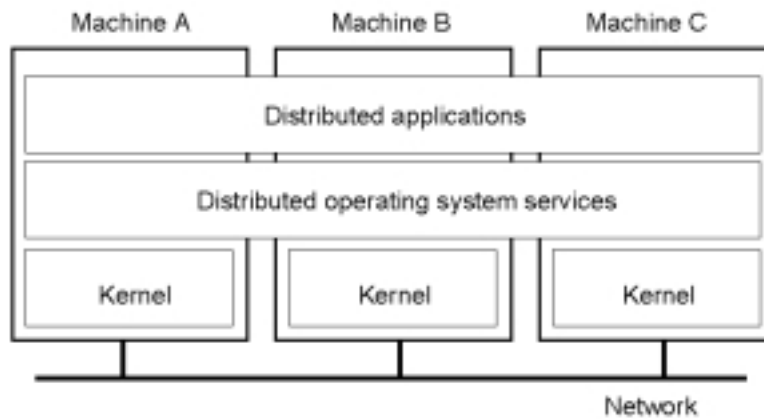 Machine A
Machine B
Machine C
Distributed applications
Distributed operating system services
Kernel
Kernel
Kernel
Network